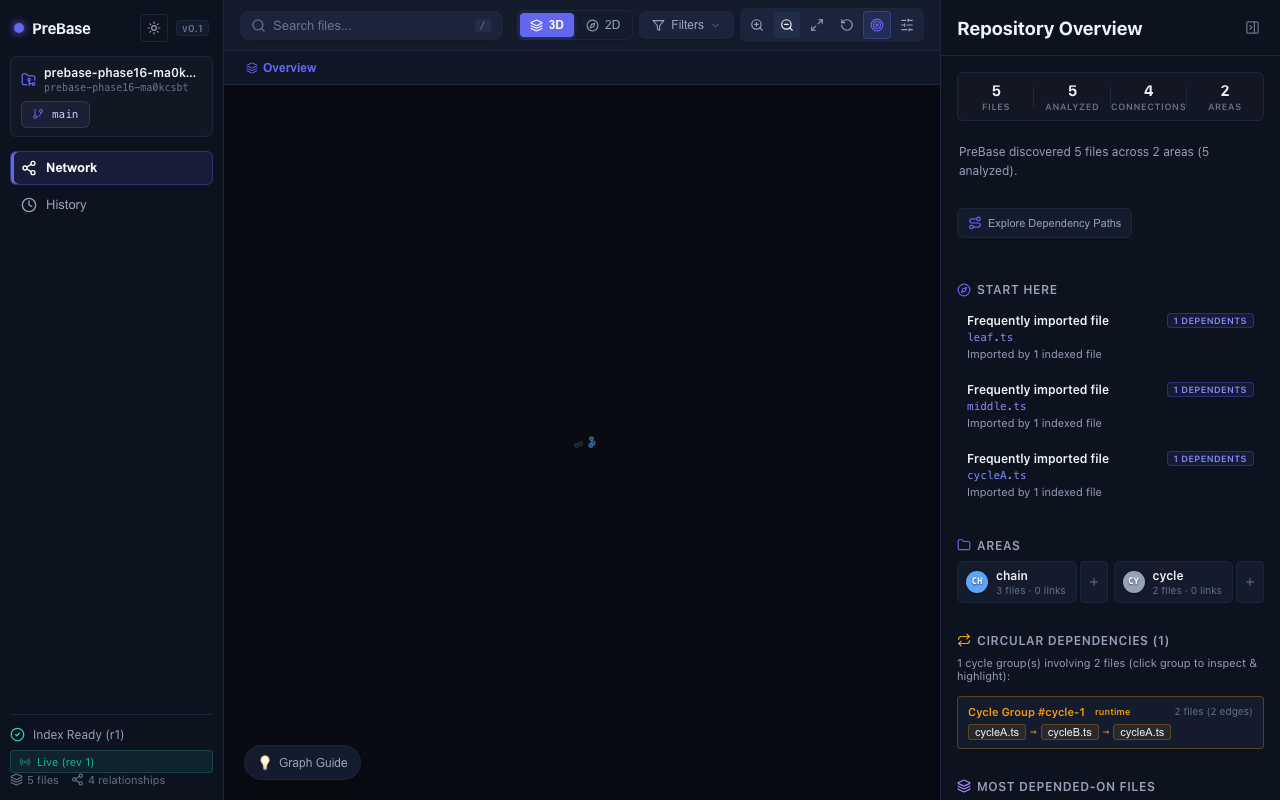 PreBase
v0.1
prebase-phase16-ma0k...
prebase-phase16-ma0kcsbt
main
Network
History
Index Ready (r1)
Live (rev 1)
5 files
4 relationships
Search files...
/
3D
2D
Filters
Overview
Graph Guide
Repository Overview
5
FILES
5
ANALYZED
4
CONNECTIONS
2
AREAS
PreBase discovered 5 files across 2 areas (5
analyzed).
Explore Dependency Paths
START HERE
Frequently imported file
1 DEPENDENTS
leaf.ts
Imported by 1 indexed file
Frequently imported file
1 DEPENDENTS
middle.ts
Imported by 1 indexed file
Frequently imported file
1 DEPENDENTS
cycleA.ts
Imported by 1 indexed file
AREAS
CH
chain
3 files · 0 links
+
CY
cycle
2 files · 0 links
+
CIRCULAR DEPENDENCIES (1)
1 cycle group(s) involving 2 files (click group to inspect &
highlight):
Cycle Group #cycle-1
runtime
2 files (2 edges)
cycleA.ts → cycleB.ts → cycleA.ts
MOST DEPENDED-ON FILES